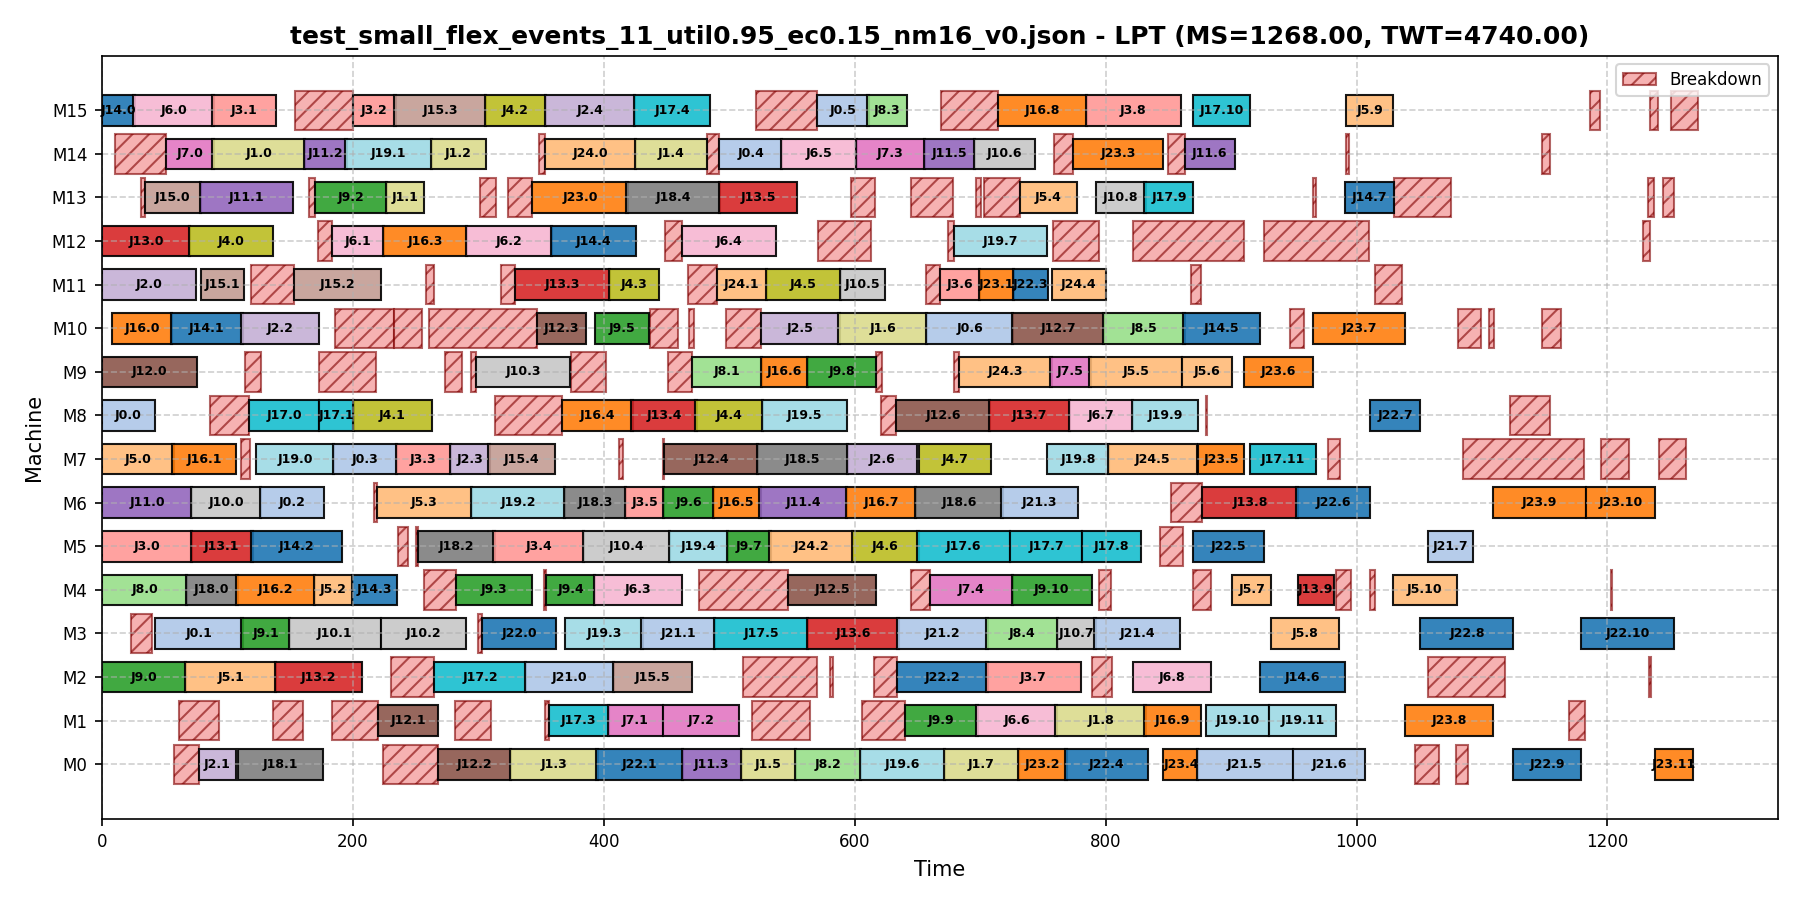 test_small_flex_events_11_util0.95_ec0.15_nm16_v0.json - LPT (MS=1268.00, TWT=4740.00)
Breakdown
M15 J14.0 J6.0 J3.1 J3.2 J15.3 J4.2 J2.4 J17.4 J0.5 J8.3 J16.8 J3.8 J17.10 J5.9
M14 J7.0 J1.0 J11.2 J19.1 J1.2 J24.0 J1.4 J0.4 J6.5 J7.3 J11.5 J10.6 J23.3 J11.6
M13 J15.0 J11.1 J9.2 J1.1 J23.0 J18.4 J13.5 J5.4 J10.8 J17.9 J14.7
M12 J13.0 J4.0 J6.1 J16.3 J6.2 J14.4 J6.4 J19.7
M11 J2.0 J15.1 J15.2 J13.3 J4.3 J24.1 J4.5 J10.5 J3.6 J23.1 J22.3 J24.4
M10 J16.0 J14.1 J2.2 J12.3 J9.5 J2.5 J1.6 J0.6 J12.7 J8.5 J14.5 J23.7
M9 J12.0 J10.3 J8.1 J16.6 J9.8 J24.3 J7.5 J5.5 J5.6 J23.6
M8 J0.0 J17.0 J17.1 J4.1 J16.4 J13.4 J4.4 J19.5 J12.6 J13.7 J6.7 J19.9 J22.7
M7 J5.0 J16.1 J19.0 J0.3 J3.3 J2.3 J15.4 J12.4 J18.5 J2.6 J4.7 J19.8 J24.5 J23.5 J17.11
M6 J11.0 J10.0 J0.2 J5.3 J19.2 J18.3 J3.5 J9.6 J16.5 J11.4 J16.7 J18.6 J21.3 J13.8 J22.6 J23.9 J23.10
M5 J3.0 J13.1 J14.2 J18.2 J3.4 J10.4 J19.4 J9.7 J24.2 J4.6 J17.6 J17.7 J17.8 J22.5 J21.7
M4 J8.0 J18.0 J16.2 J5.2 J14.3 J9.3 J9.4 J6.3 J12.5 J7.4 J9.10 J5.7 J13.9 J5.10
M3 J0.1 J9.1 J10.1 J10.2 J22.0 J19.3 J21.1 J17.5 J13.6 J21.2 J8.4 J10.7 J21.4 J5.8 J22.8 J22.10
M2 J9.0 J5.1 J13.2 J17.2 J21.0 J15.5 J22.2 J3.7 J6.8 J14.6
M1 J12.1 J17.3 J7.1 J7.2 J9.9 J6.6 J1.8 J16.9 J19.10 J19.11 J23.8
M0 J2.1 J18.1 J12.2 J1.3 J22.1 J11.3 J1.5 J8.2 J19.6 J1.7 J23.2 J22.4 J23.4 J21.5 J21.6 J22.9 J23.11
0 200 400 600 800 1000 1200
Time
Machine